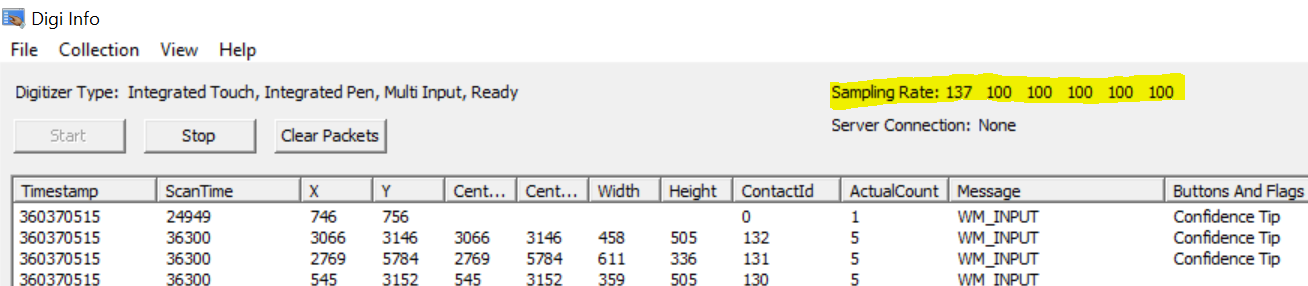 Digi Info
File Collection View Help
Digitizer Type: Integrated Touch, Integrated Pen, Multi Input, Ready
Sampling Rate: 137 100 100 100 100 100
Server Connection: None
Start Stop Clear Packets
Timestamp ScanTime X Y Cent... Cent... Width Height ContactId ActualCount Message Buttons And Flags
360370515 24949 746 756 0 1 WM_INPUT Confidence Tip
360370515 36300 3066 3146 3066 3146 458 505 132 5 WM_INPUT Confidence Tip
360370515 36300 2769 5784 2769 5784 611 336 131 5 WM_INPUT Confidence Tip
360370515 36300 545 3152 545 3152 359 505 130 5 WM_INPUT